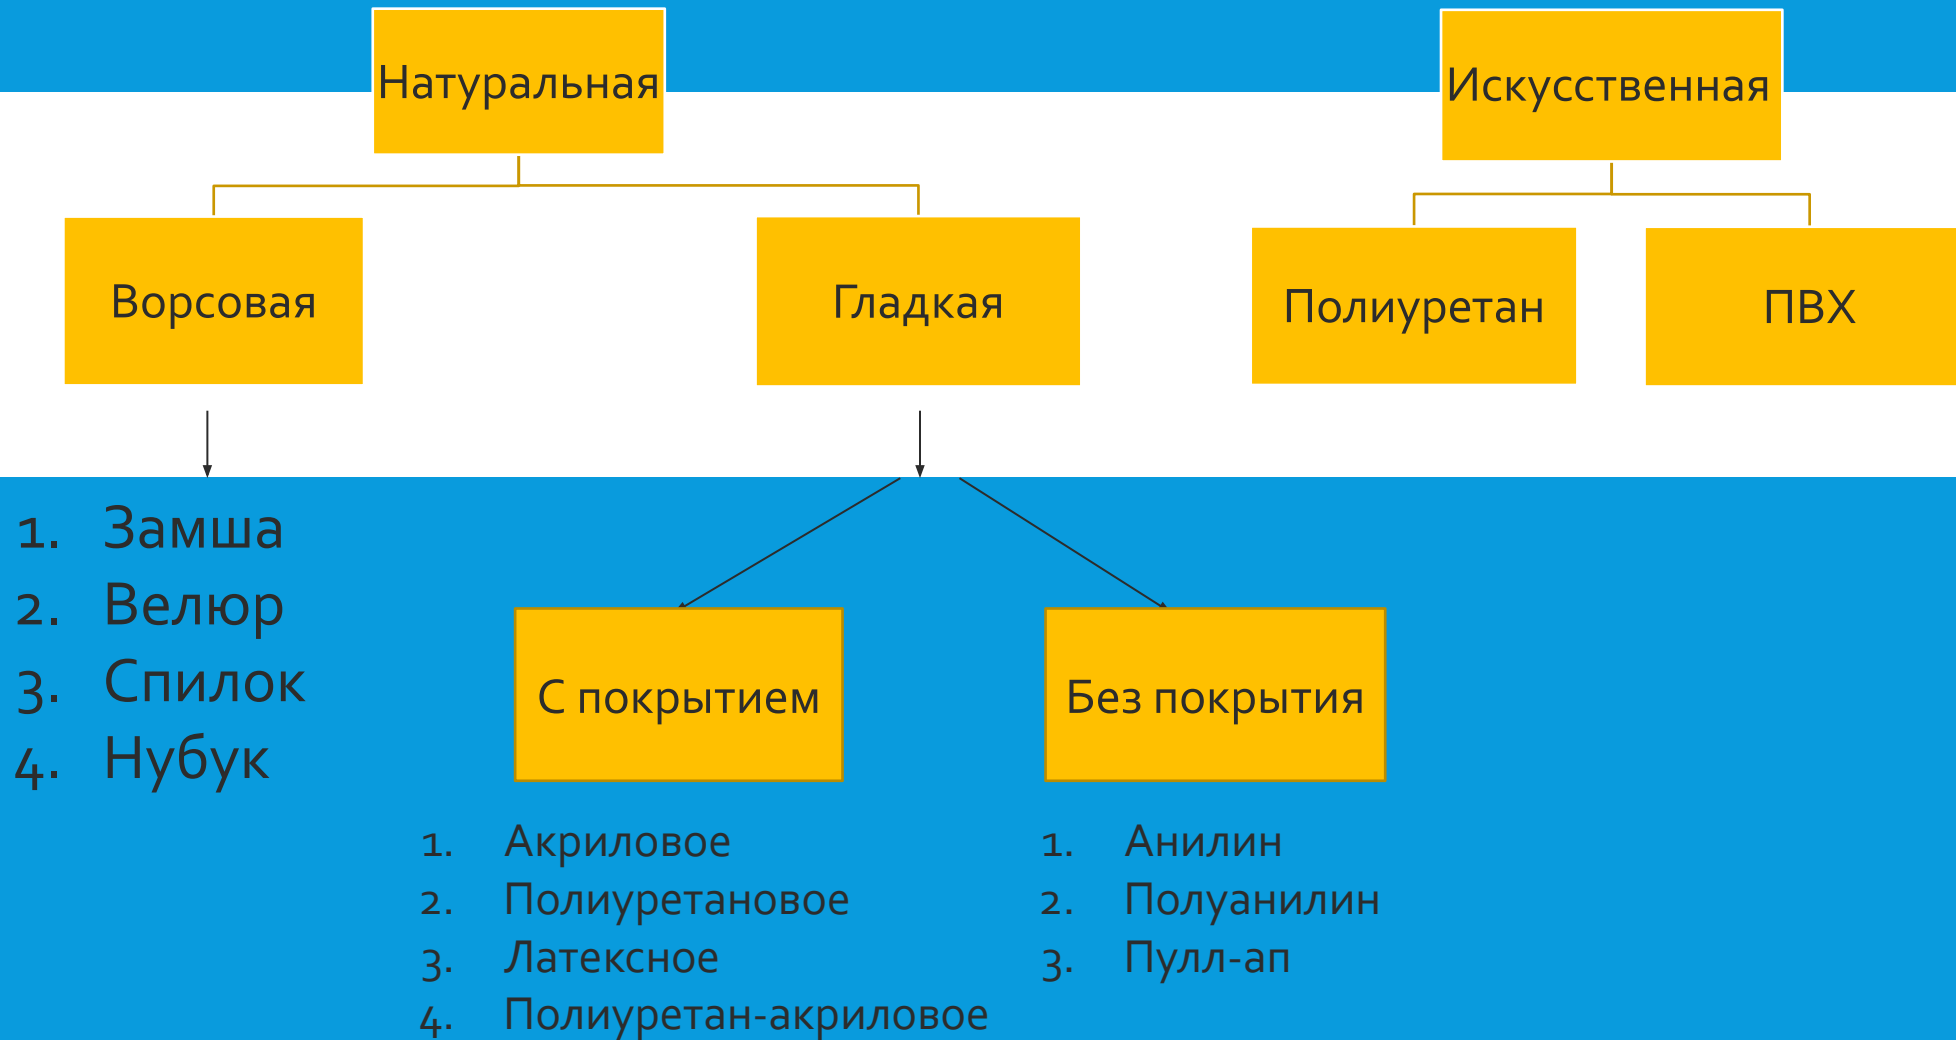 Натуральная
Искусственная
Ворсовая
Гладкая
Полиуретан
ПВХ
1. Замша
2. Велюр
3. Спилок
4. Нубук
С покрытием
Без покрытия
1. Акриловое
2. Полиуретановое
3. Латексное
4. Полиуретан-акриловое
1. Анилин
2. Полуанилин
3. Пулл-ап